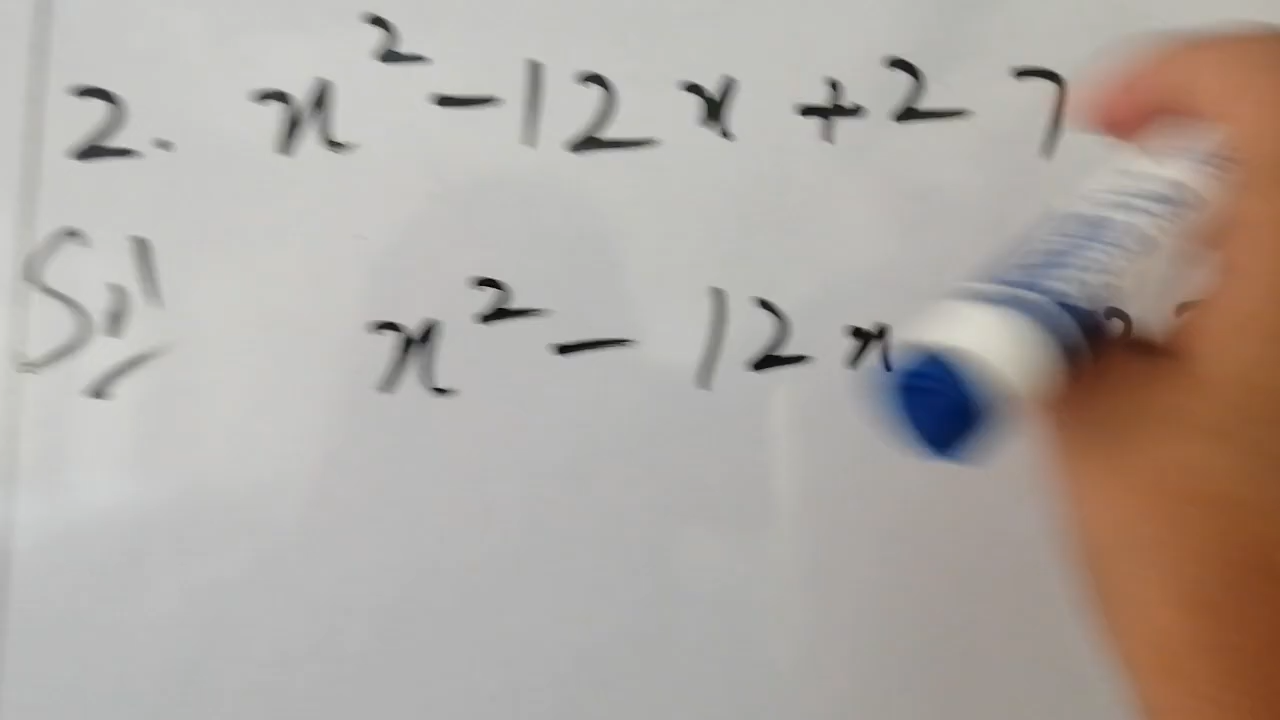 2. x² -12x +27
Sol
x² - 12x